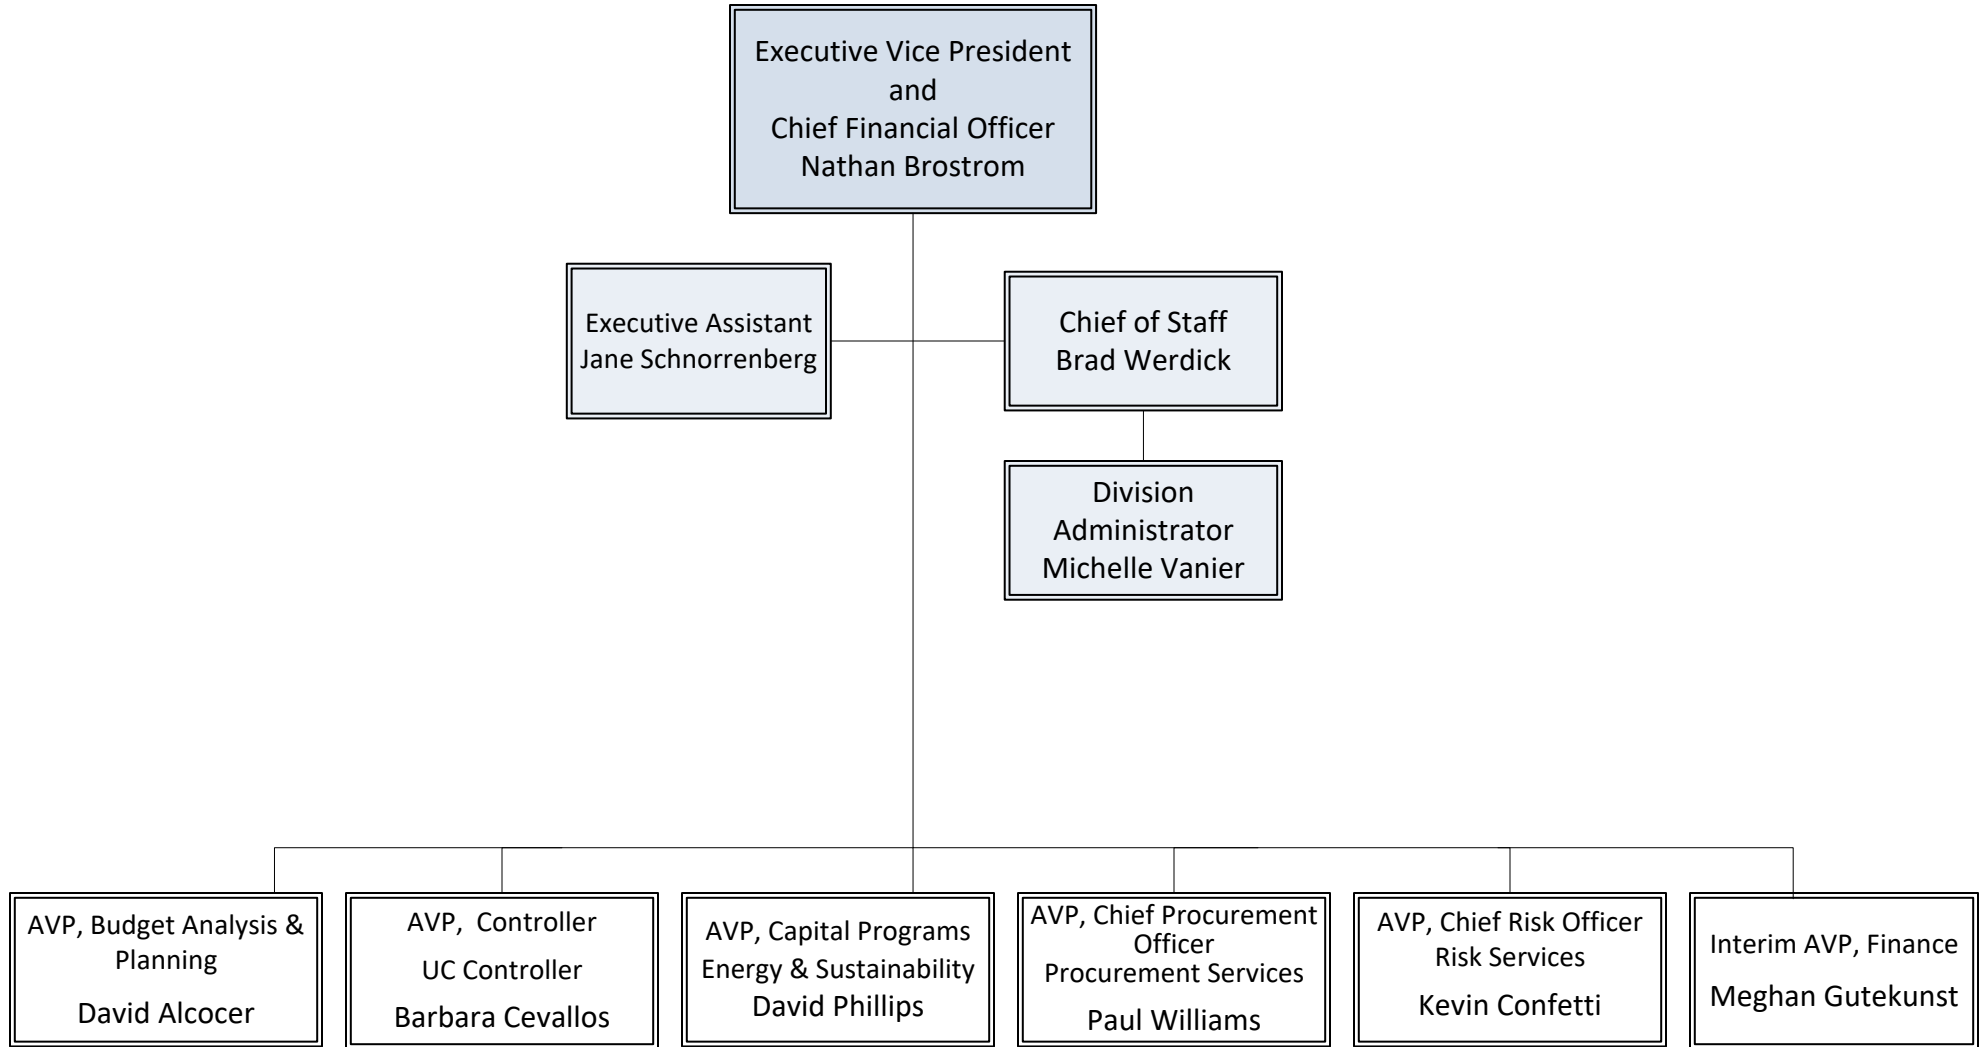 Executive Vice President
and
Chief Financial Officer
Nathan Brostrom
Executive Assistant
Jane Schnorrenberg
Chief of Staff
Brad Werdick
Division
Administrator
Michelle Vanier
AVP, Budget Analysis &
Planning
David Alcocer
AVP, Controller
UC Controller
Barbara Cevallos
AVP, Capital Programs
Energy & Sustainability
David Phillips
AVP, Chief Procurement
Officer
Procurement Services
Paul Williams
AVP, Chief Risk Officer
Risk Services
Kevin Confetti
Interim AVP, Finance
Meghan Gutekunst